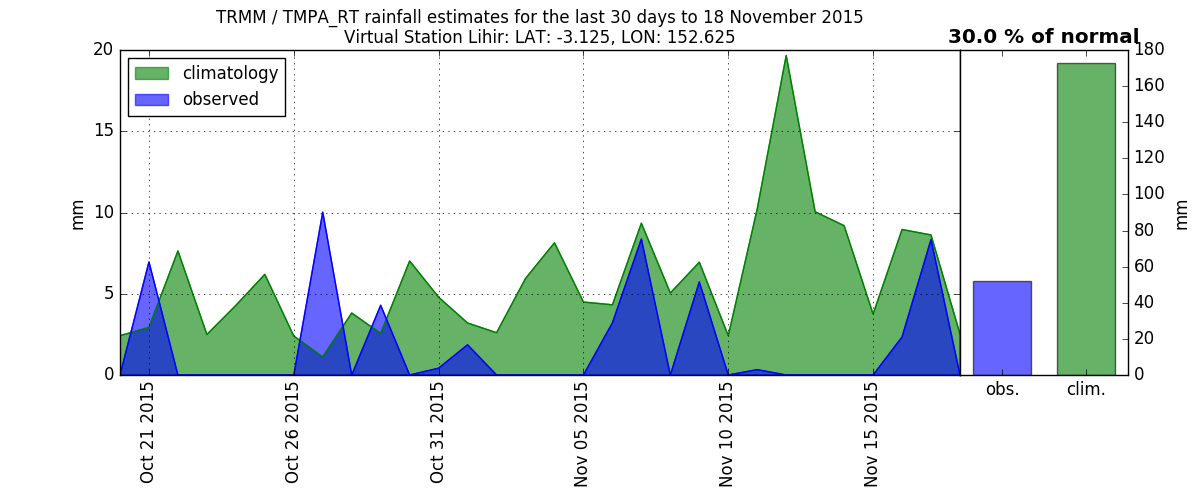 TRMM / TMPA_RT rainfall estimates for the last 30 days to 18 November 2015
Virtual Station Lihir: LAT: -3.125, LON: 152.625
30.0 % of normal
climatology
observed
20
15
10
5
0
mm
Oct 21 2015
Oct 26 2015
Oct 31 2015
Nov 05 2015
Nov 10 2015
Nov 15 2015
180
160
140
120
100
80
60
40
20
0
mm
obs.
clim.